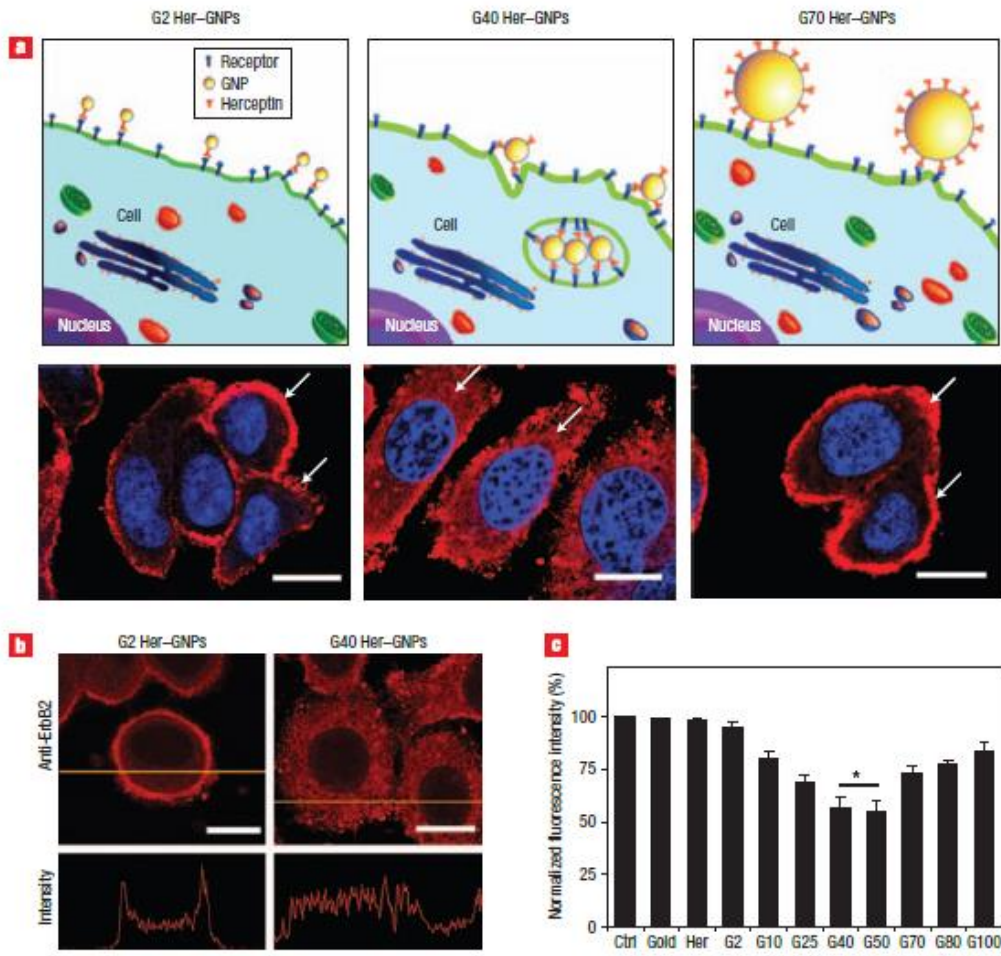 G2 Her–GNPs G40 Her–GNPs G70 Her–GNPs
a
Receptor
GNP
Herceptin
Cell
Nucleus
Cell
Nucleus
Cell
Nucleus
b
G2 Her–GNPs G40 Her–GNPs
Anti-ErbB2
Intensity
c
Normalized fluorescence intensity (%)
100
75
50
25
0
*
Ctrl Gold Her G2 G10 G25 G40 G50 G70 G80 G100